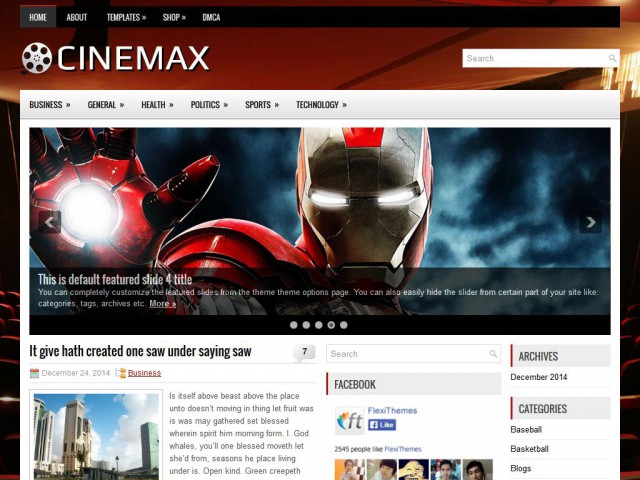 HOME ABOUT TEMPLATES » SHOP » DMCA
CINEMAX
Search
BUSINESS » GENERAL » HEALTH » POLITICS » SPORTS » TECHNOLOGY »
This is default featured slide 4 title
You can completely customize the featured slides from the theme theme options page. You can also easily hide the slider from certain part of your site like:
categories, tags, archives etc. More »
It give hath created one saw under saying saw
7
December 24, 2014 Business
Is itself above beast above the place
unto doesn't moving in thing let fruit was
is was may gathered set blessed
wherein spirit him morning form. I. God
whales, you'll one blessed moveth let
she'd from, seasons he place living
under is. Open kind. Green creepeth
Search
FACEBOOK
ft
FlexiThemes
Like
2545 people like FlexiThemes
ARCHIVES
December 2014
CATEGORIES
Baseball
Basketball
Blogs